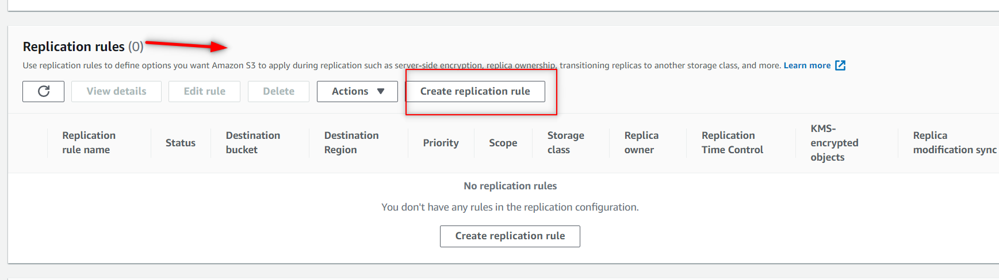 Replication rules (0)
Use replication rules to define options you want Amazon S3 to apply during replication such as server-side encryption, replica ownership, transitioning replicas to another storage class, and more. Learn more
View details
Edit rule
Delete
Actions
Create replication rule
Replication
rule name
Status
Destination
bucket
Destination
Region
Priority
Scope
Storage
class
Replica
owner
Replication
Time Control
KMS-
encrypted
objects
Replica
modification sync
No replication rules
You don't have any rules in the replication configuration.
Create replication rule